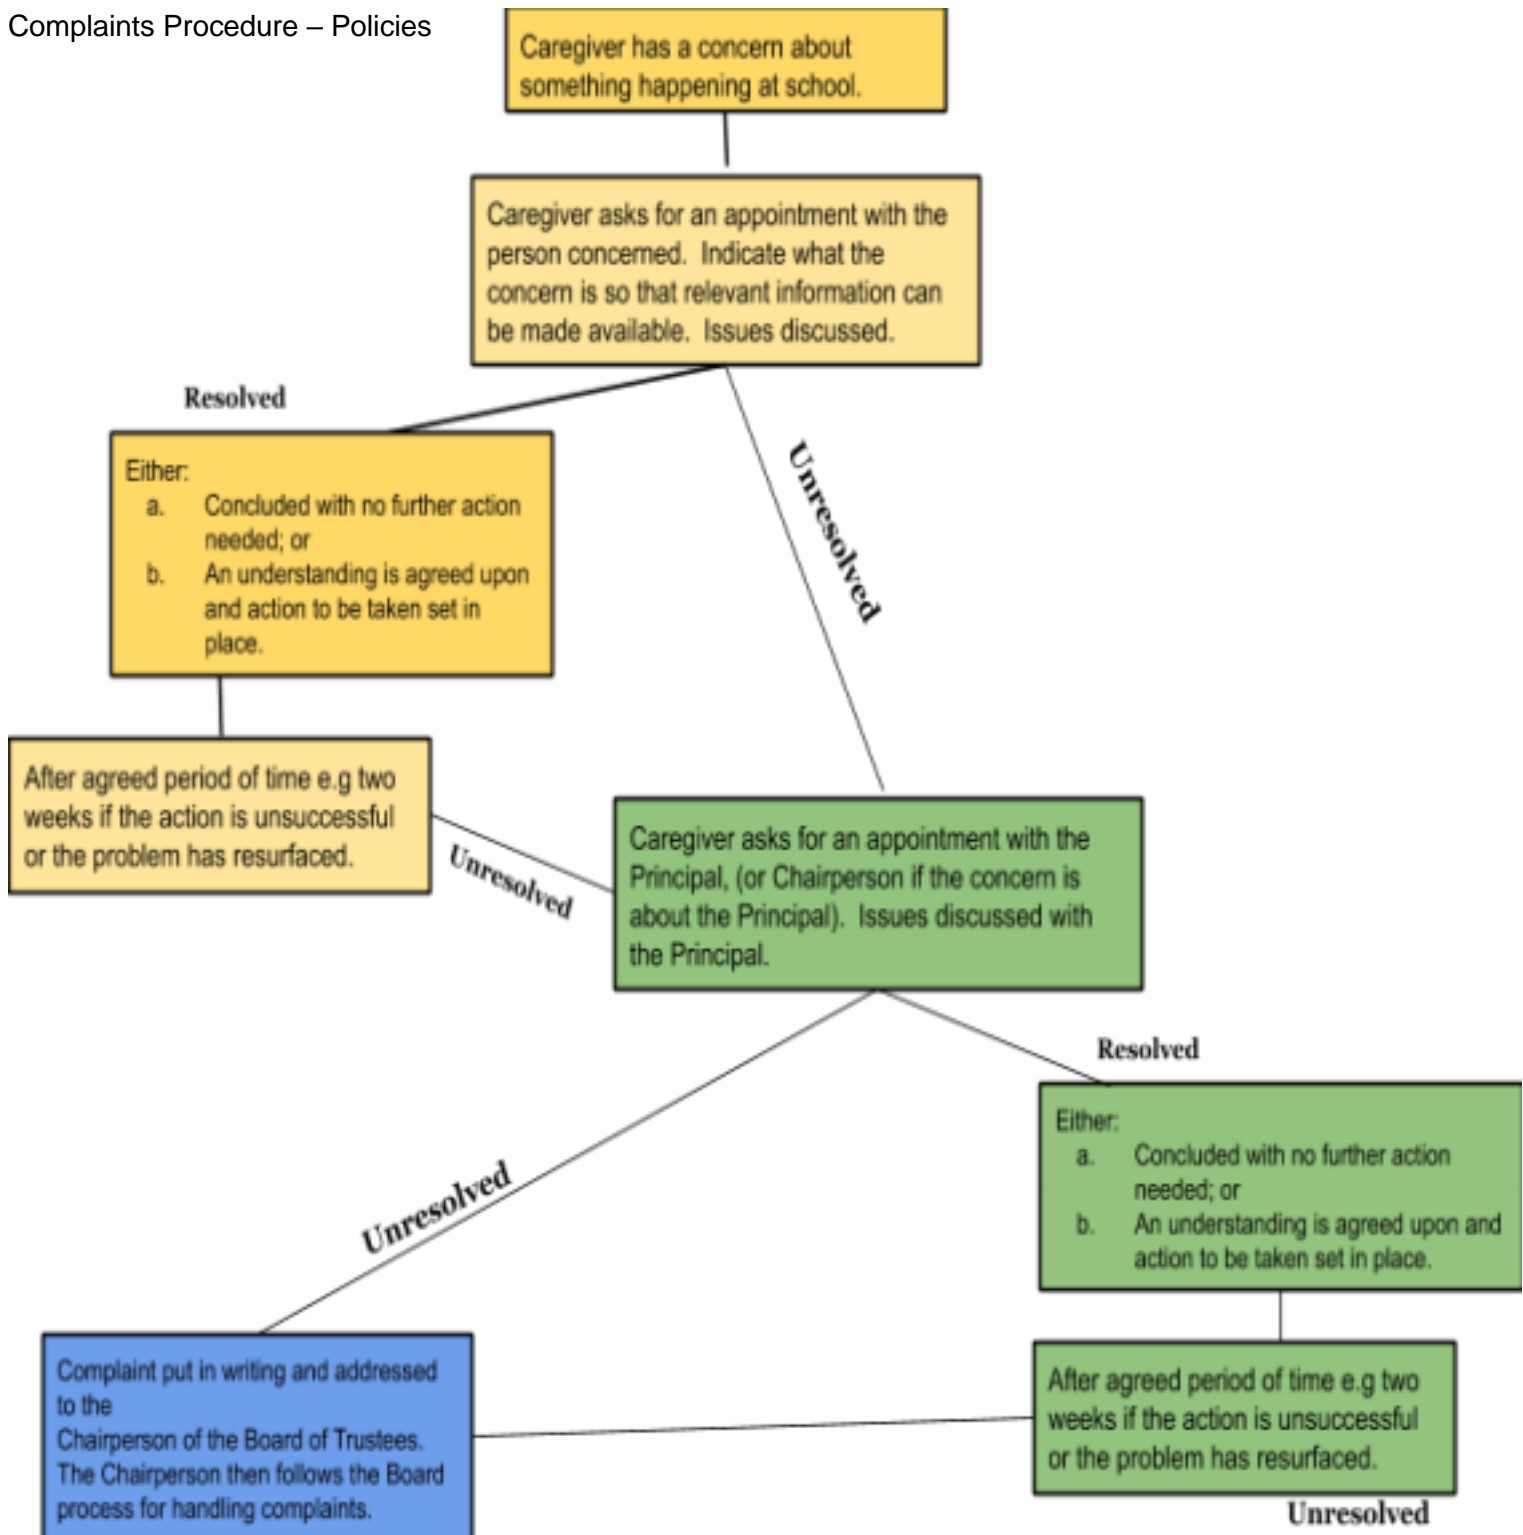 Complaints Procedure – Policies
Caregiver has a concern about
something happening at school.
Caregiver asks for an appointment with the
person concerned.  Indicate what the
concern is so that relevant information can
be made available.  Issues discussed.
Resolved
Unresolved
Either:
a. Concluded with no further action
needed; or
b. An understanding is agreed upon
and action to be taken set in
place.
After agreed period of time e.g two
weeks if the action is unsuccessful
or the problem has resurfaced.
Unresolved
Caregiver asks for an appointment with the
Principal, (or Chairperson if the concern is
about the Principal).  Issues discussed with
the Principal.
Resolved
Unresolved
Either:
a. Concluded with no further action
needed; or
b. An understanding is agreed upon and
action to be taken set in place.
After agreed period of time e.g two
weeks if the action is unsuccessful
or the problem has resurfaced.
Unresolved
Complaint put in writing and addressed
to the
Chairperson of the Board of Trustees.
The Chairperson then follows the Board
process for handling complaints.